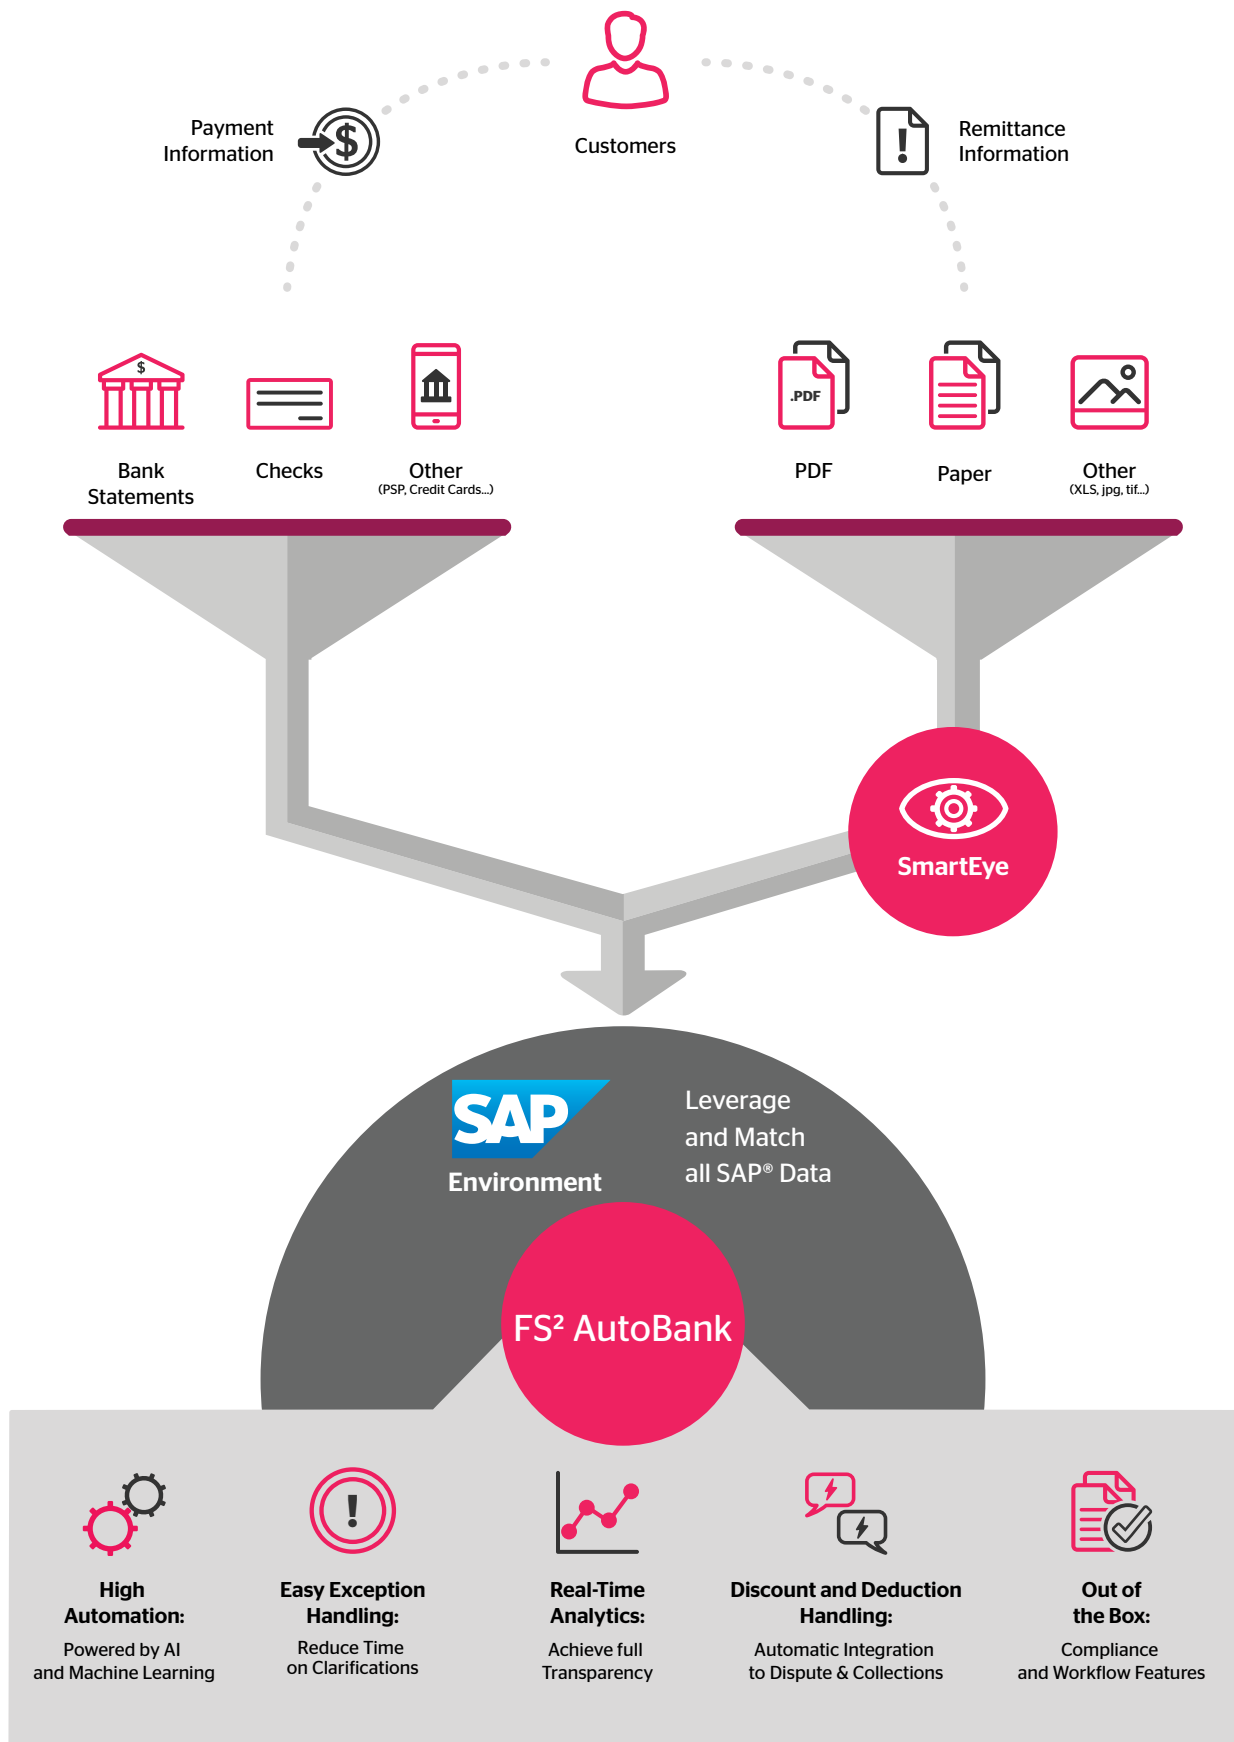 Customers
Payment
Information
$
!
Remittance
Information
$
.PDF
Bank
Statements
Checks
Other
(PSP, Credit Cards...)
PDF
Paper
Other
(XLS, jpg, tif...)
SmartEye
SAP
Environment
Leverage
and Match
all SAP® Data
FS² AutoBank
!
High
Automation:
Powered by AI
and Machine Learning
Easy Exception
Handling:
Reduce Time
on Clarifications
Real-Time
Analytics:
Achieve full
Transparency
Discount and Deduction
Handling:
Automatic Integration
to Dispute & Collections
Out of
the Box:
Compliance
and Workflow Features